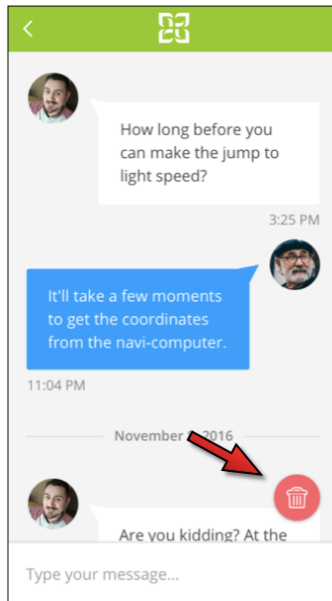 How long before you
can make the jump to
light speed?
3:25 PM
It'll take a few moments
to get the coordinates
from the navi-computer.
11:04 PM
November , 2016
Are you kidding? At the
Type your message...